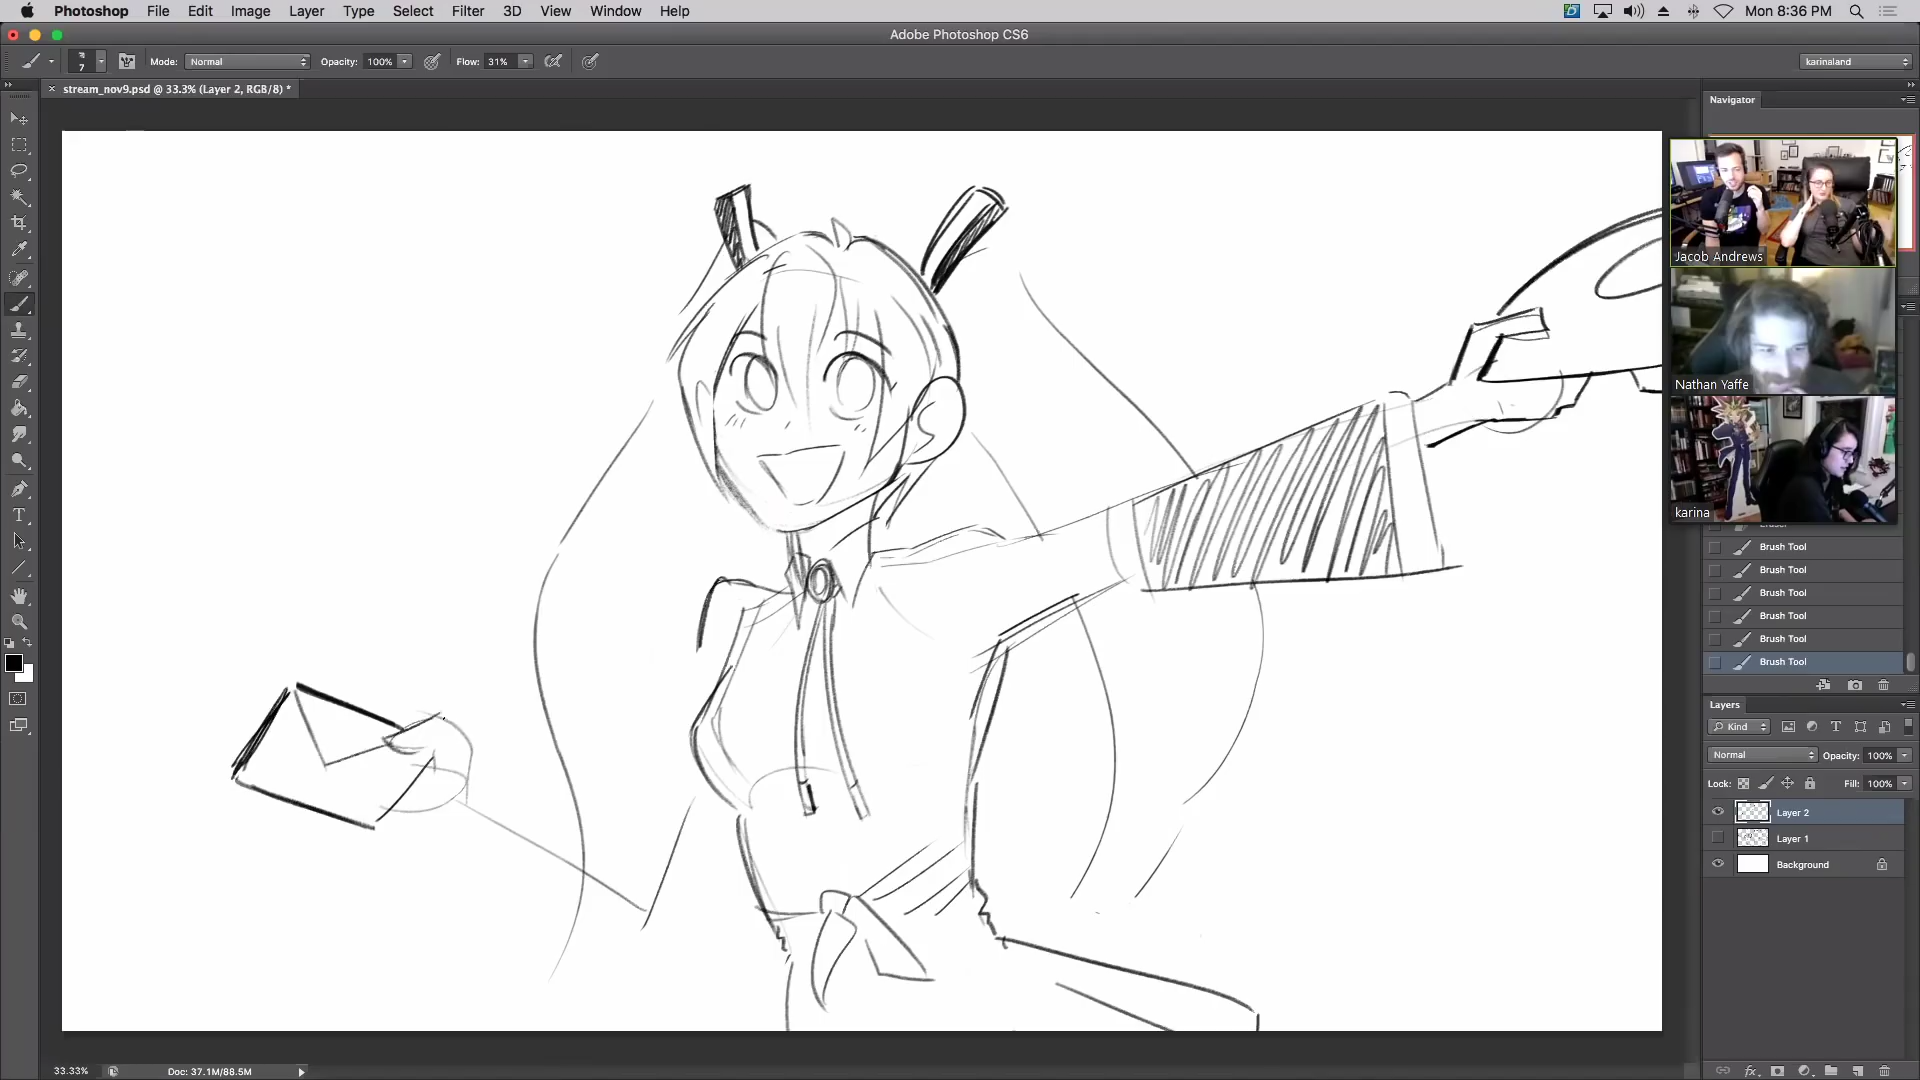 Photoshop File Edit Image Layer Type Select Filter 3D View Window Help Mon 8:36 PM
Adobe Photoshop CS6
7 Mode: Normal Opacity: 100% Flow: 31% karinaland
× stream_nov9.psd @ 33.3% (Layer 2, RGB/8) *
Navigator
Jacob Andrews
Nathan Yaffe
karina
Brush Tool
Brush Tool
Brush Tool
Brush Tool
Brush Tool
Brush Tool
Layers
Kind
Normal Opacity: 100%
Lock: Fill: 100%
Layer 2
Layer 1
Background
33.33% Doc: 37.1M/88.5M